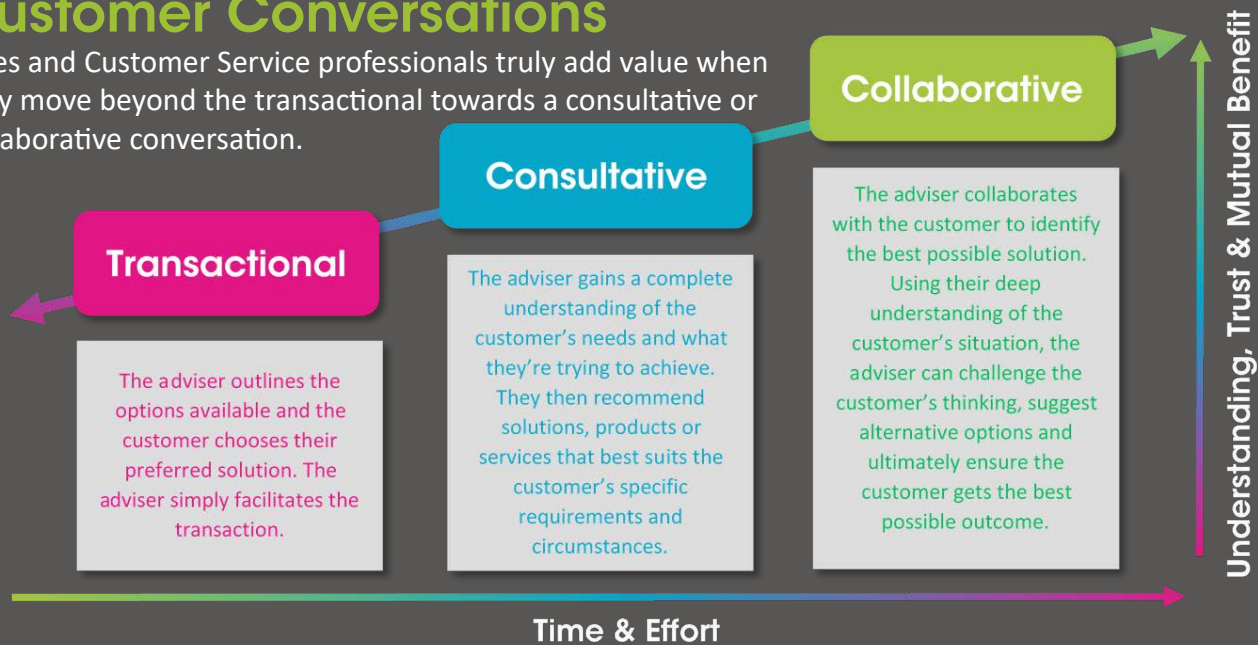 ustomer Conversations
es and Customer Service professionals truly add value when
y move beyond the transactional towards a consultative or
laborative conversation.
Transactional
The adviser outlines the
options available and the
customer chooses their
preferred solution. The
adviser simply facilitates the
transaction.
Consultative
The adviser gains a complete
understanding of the
customer's needs and what
they're trying to achieve.
They then recommend
solutions, products or
services that best suits the
customer's specific
requirements and
circumstances.
Collaborative
The adviser collaborates
with the customer to identify
the best possible solution.
Using their deep
understanding of the
customer's situation, the
adviser can challenge the
customer's thinking, suggest
alternative options and
ultimately ensure the
customer gets the best
possible outcome.
Understanding, Trust & Mutual Benefit
Time & Effort